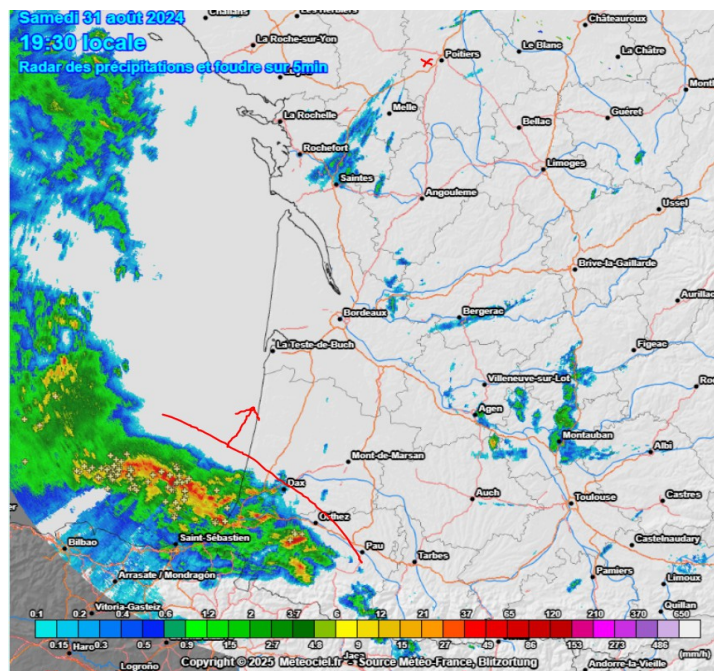 Samedi 31 août 2024
19:30 locale
Radar des précipitations et foudre sur 5min
Challans
Châteauroux
La Roche-sur-Yon
Poitiers
Le Blanc
La Châtre
La Rochelle
Melle
Bellac
Guéret
Rochefort
Saintes
Limoges
Angouleme
Ussel
Brive-la-Gaillarde
Aurillac
Bordeaux
Bergerac
La Teste-de-Buch
Figeac
Villeneuve-sur-Lot
Agen
Montauban
Albi
Mont-de-Marsan
Dax
Auch
Toulouse
Castres
Orthez
Saint-Sébastien
Bilbao
Pau
Tarbes
Castelnaudary
Arrasate / Mondragón
Pamiers
Limoux
Vitoria-Gasteiz
Quillan
0.1 0.2 0.4 0.6 1.2 2 3.7 6 12 21 37 65 120 210 370 650
0.15 0.3 0.5 0.9 1.5 2.7 4.8 9 15 27 49 86 153 273 486 (mm/h)
Haro
Logroño
Jaca
Andorre-la-Vieille
Copyright © 2025 Meteociel.fr - Source Meteo-France, Blitzortung